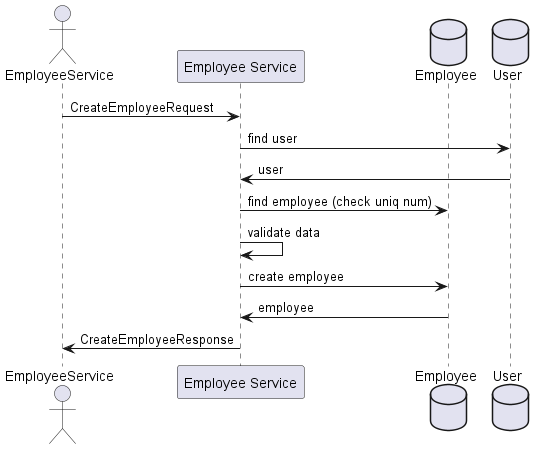 EmployeeService
Employee Service
Employee
User
CreateEmployeeRequest
find user
user
find employee (check uniq num)
validate data
create employee
employee
CreateEmployeeResponse
EmployeeService
Employee Service
Employee
User